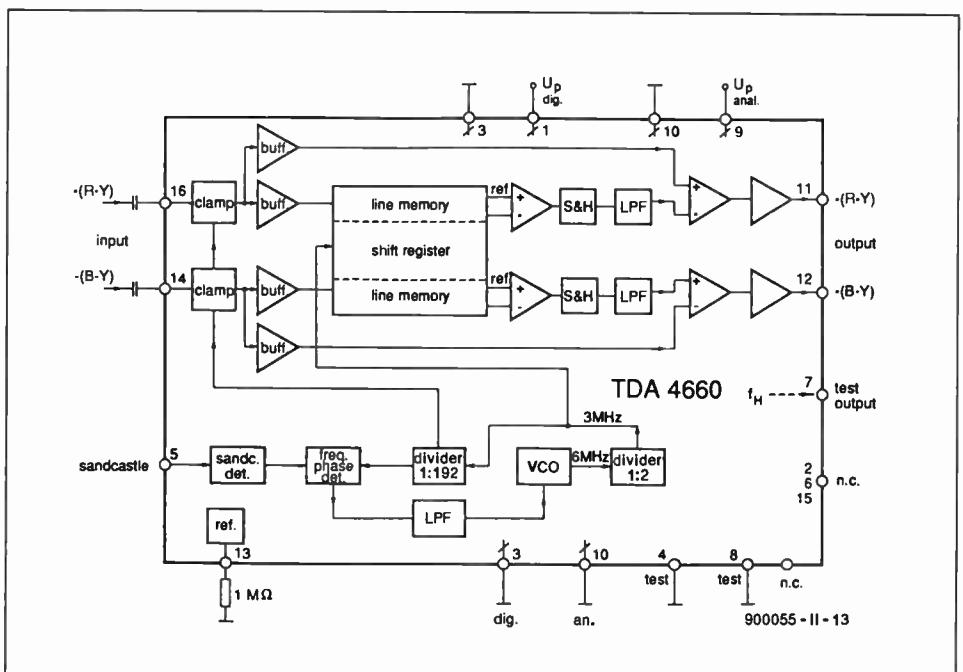 Up
dig.
Up
anal.
3
1
10
9
buff
-(R-Y)
16
clamp
buff
line memory
ref
+
-
S&H
LPF
+
-
11
-(R-Y)
input
shift register
output
-(B-Y)
14
clamp
buff
line memory
ref
+
-
S&H
LPF
+
-
12
-(B-Y)
buff
TDA 4660
fH
7
test
output
3MHz
sandcastle
5
sandc.
det.
freq.
phase
det.
divider
1:192
VCO
6MHz
divider
1:2
2
6
15
n.c.
LPF
ref.
13
1 MΩ
3
10
4
8
dig.
an.
test
test
n.c.
900055 - II - 13